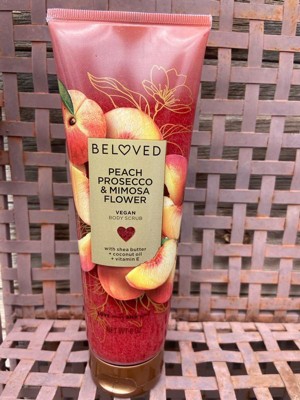 BELOVED
PEACH
PROSECCO
& MIMOSA
FLOWER
VEGAN
BODY SCRUB
with shea butter
+ coconut oil
+ vitamin E